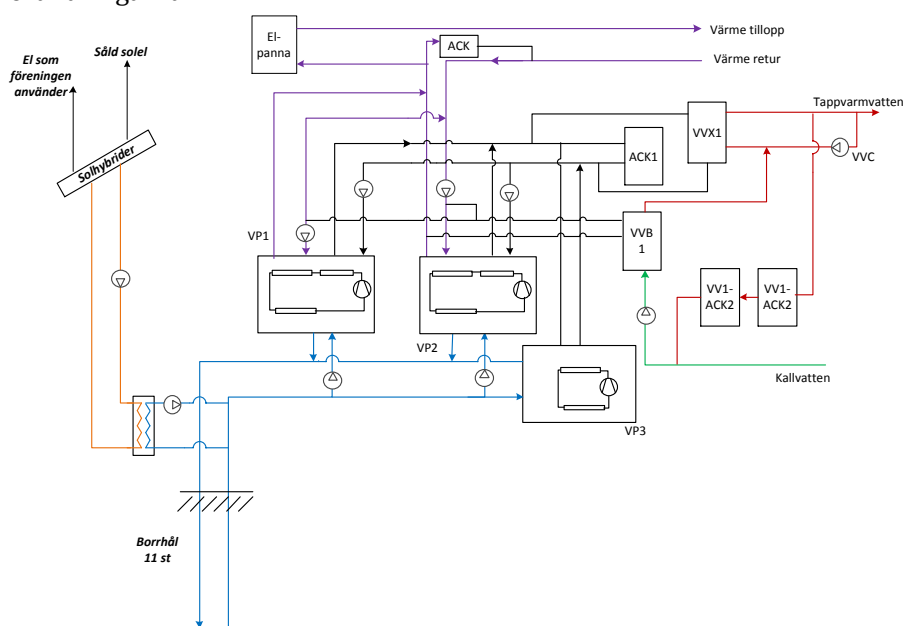 El-
panna
ACK
Värme tillopp
Värme retur
Såld solel
El som
föreningen
använder
Solhybrider
Tappvarmvatten
VVX1
ACK1
VVC
VP1
VVB
1
VV1-
ACK2
VV1-
ACK2
VP2
Kallvatten
VP3
Borrhål
11 st